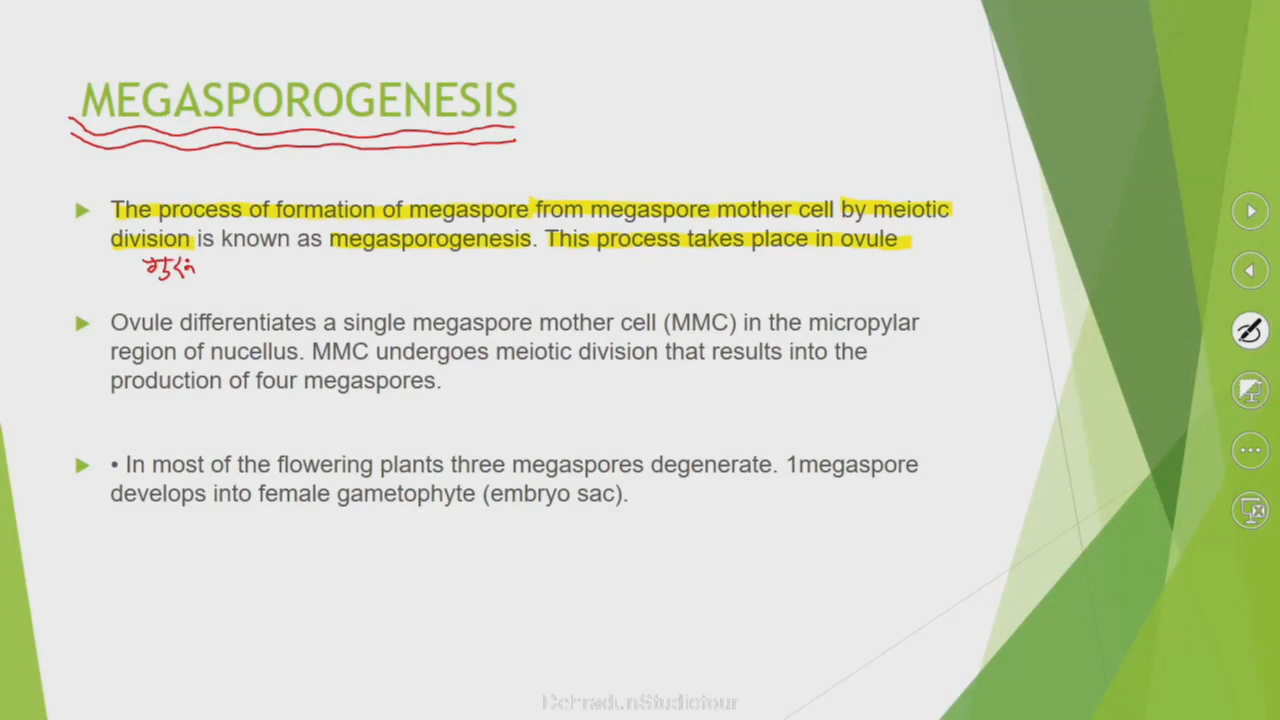 MEGASPOROGENESIS
The process of formation of megaspore from megaspore mother cell by meiotic
division is known as megasporogenesis. This process takes place in ovule
Ovule differentiates a single megaspore mother cell (MMC) in the micropylar
region of nucellus. MMC undergoes meiotic division that results into the
production of four megaspores.
• In most of the flowering plants three megaspores degenerate. 1megaspore
develops into female gametophyte (embryo sac).
DehradunStudietour